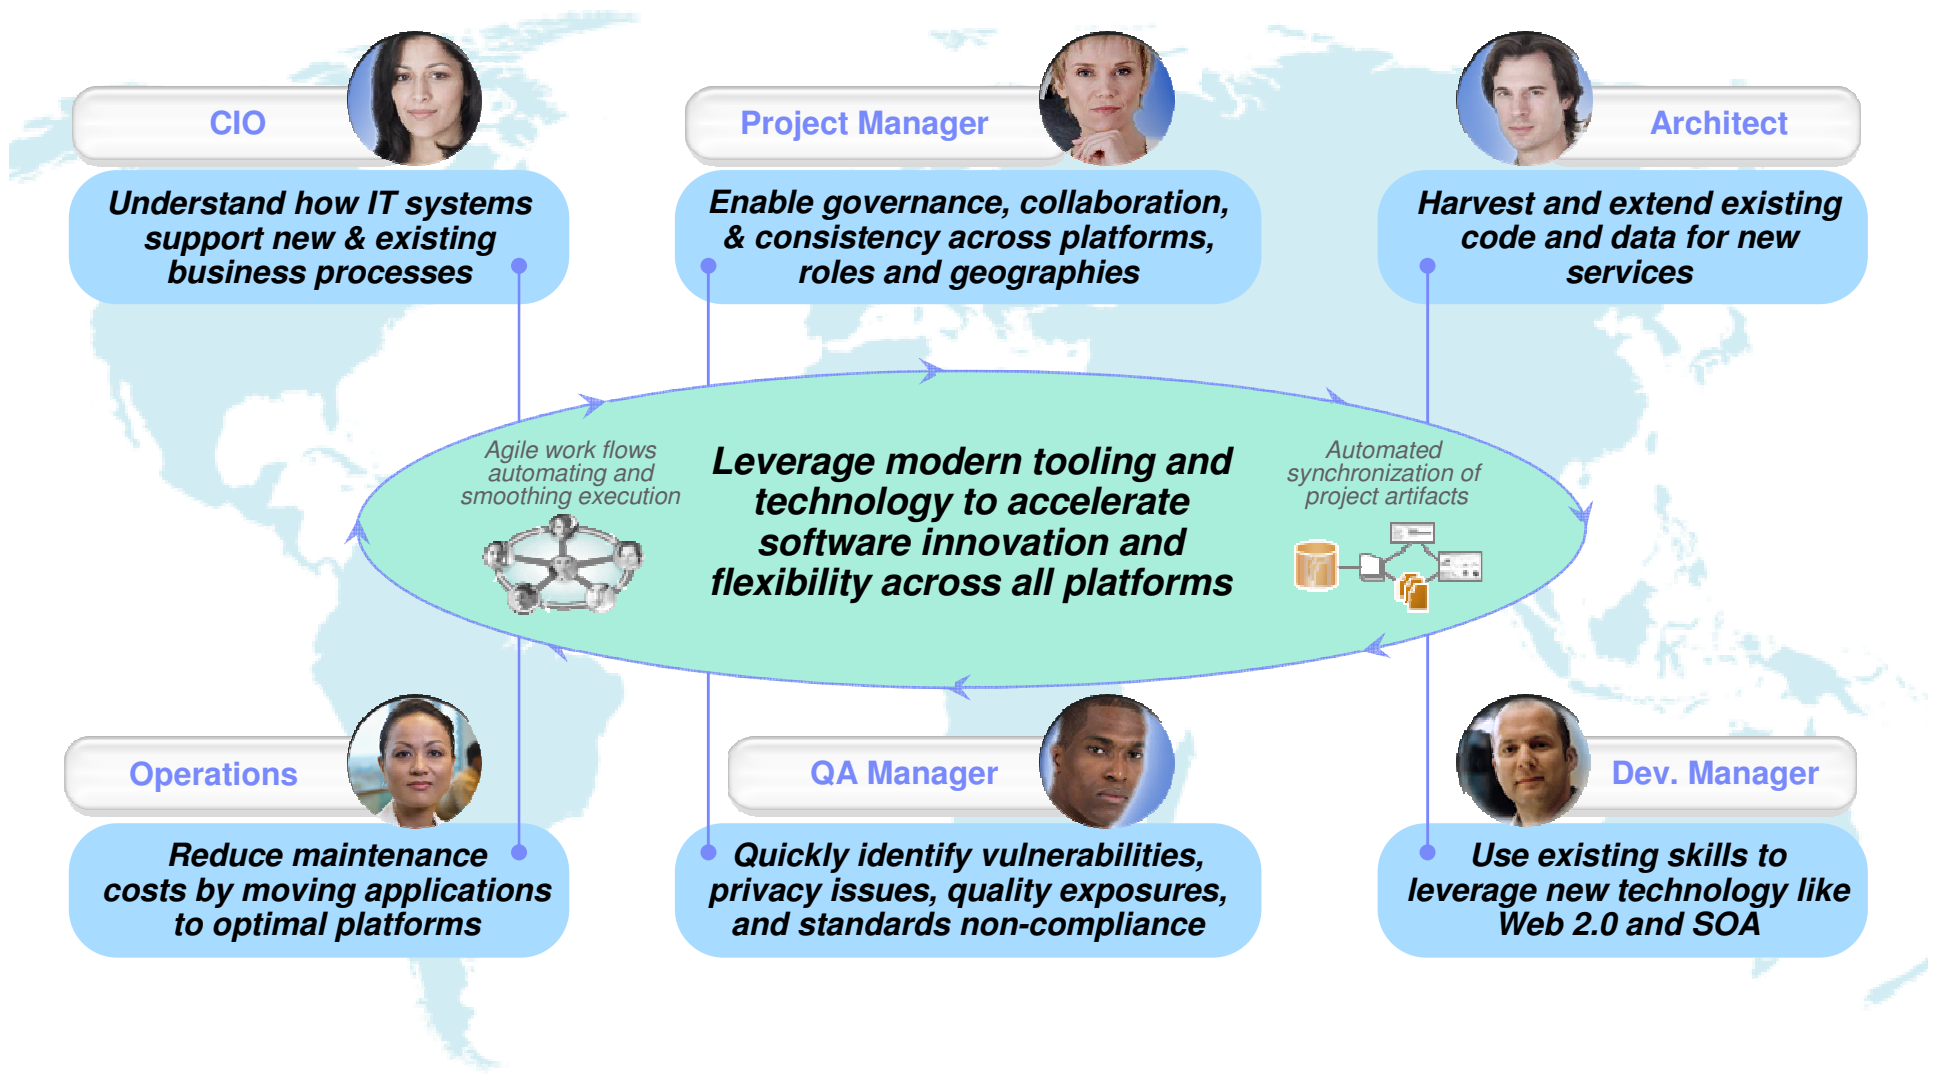 CIO
Understand how IT systems
support new & existing
business processes
Project Manager
Enable governance, collaboration,
& consistency across platforms,
roles and geographies
Architect
Harvest and extend existing
code and data for new
services
Agile work flows
automating and
smoothing execution
Leverage modern tooling and
technology to accelerate
software innovation and
flexibility across all platforms
Automated
synchronization of
project artifacts
Operations
Reduce maintenance
costs by moving applications
to optimal platforms
QA Manager
Quickly identify vulnerabilities,
privacy issues, quality exposures,
and standards non-compliance
Dev. Manager
Use existing skills to
leverage new technology like
Web 2.0 and SOA